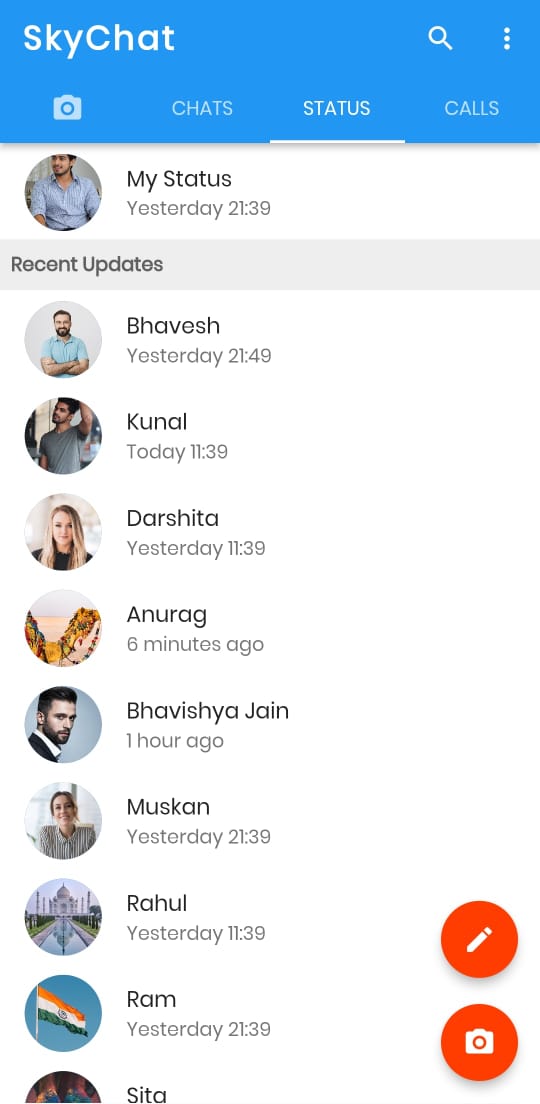 SkyChat
CHATS STATUS CALLS
My Status
Yesterday 21:39
Recent Updates
Bhavesh
Yesterday 21:49
Kunal
Today 11:39
Darshita
Yesterday 11:39
Anurag
6 minutes ago
Bhavishya Jain
1 hour ago
Muskan
Yesterday 21:39
Rahul
Yesterday 11:39
Ram
Yesterday 21:39
Sita